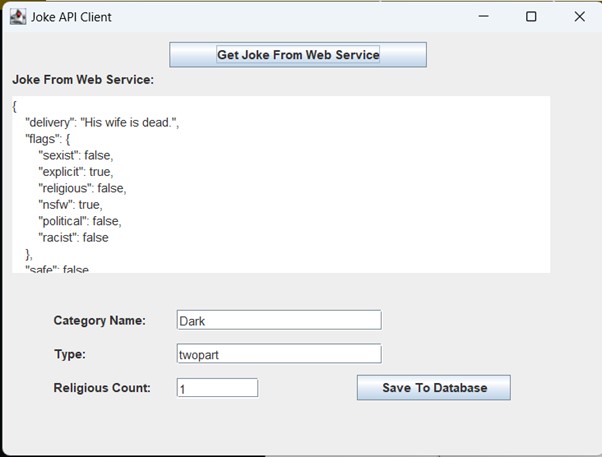 Joke API Client
Get Joke From Web Service
Joke From Web Service:
{
"delivery": "His wife is dead.",
"flags": {
"sexist": false,
"explicit": true,
"religious": false,
"nsfw": true,
"political": false,
"racist": false
},
"safe": false
Category Name: Dark
Type: twopart
Religious Count: 1 Save To Database